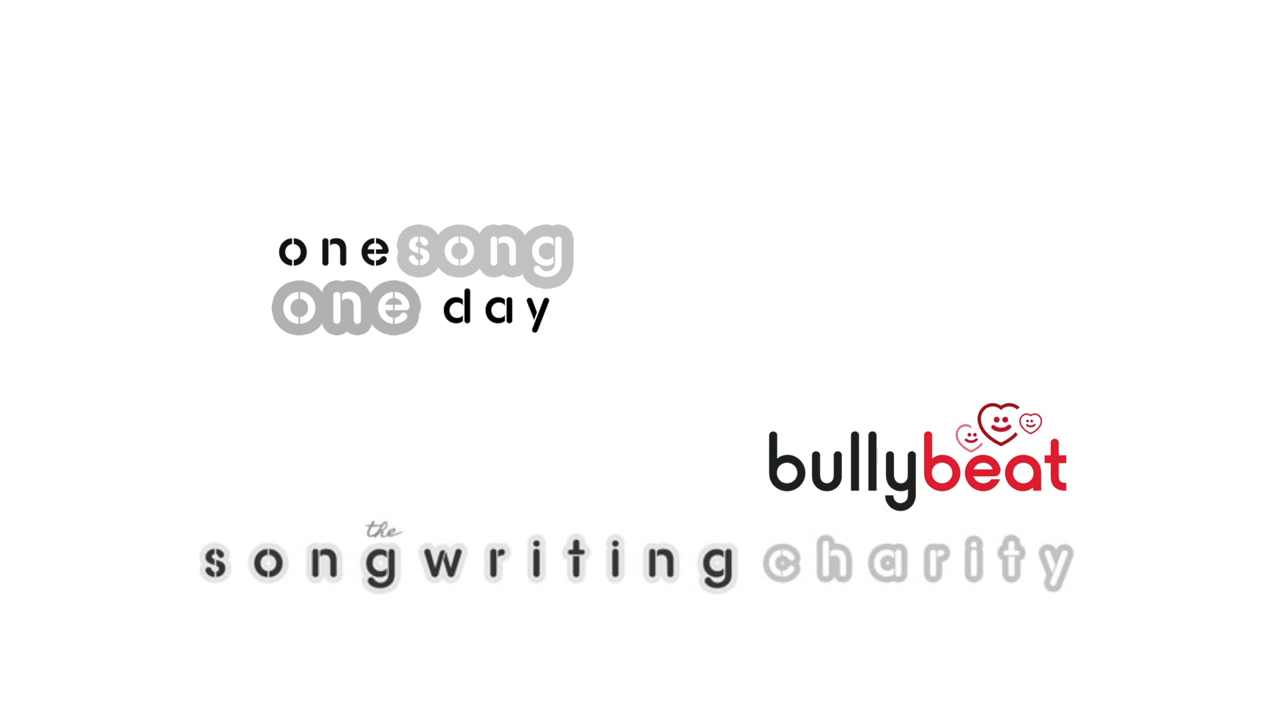 one song
one day
bullybeat
the
songwriting charity